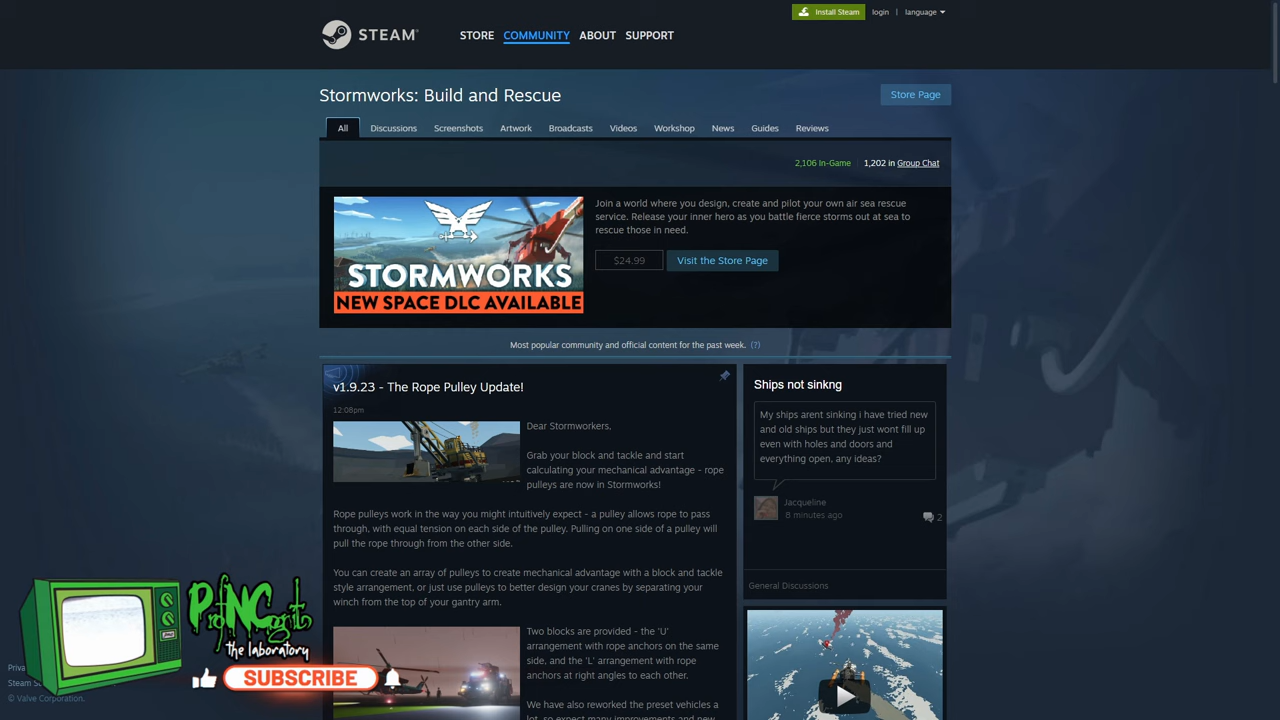 Install Steam
login | language
STEAM®
STORE COMMUNITY ABOUT SUPPORT
Stormworks: Build and Rescue
Store Page
All Discussions Screenshots Artwork Broadcasts Videos Workshop News Guides Reviews
2,106 In-Game 1,202 in Group Chat
STORMWORKS
NEW SPACE DLC AVAILABLE
Join a world where you design, create and pilot your own air sea rescue
service. Release your inner hero as you battle fierce storms out at sea to
rescue those in need.
$24.99
Visit the Store Page
Most popular community and official content for the past week. (?)
v1.9.23 - The Rope Pulley Update!
12:08pm
Dear Stormworkers,
Grab your block and tackle and start
calculating your mechanical advantage - rope
pulleys are now in Stormworks!
Rope pulleys work in the way you might intuitively expect - a pulley allows rope to pass
through, with equal tension on each side of the pulley. Pulling on one side of a pulley will
pull the rope through from the other side.
You can create an array of pulleys to create mechanical advantage with a block and tackle
style arrangement, or just use pulleys to better design your cranes by separating your
winch from the top of your gantry arm.
Two blocks are provided - the 'U'
arrangement with rope anchors on the same
side, and the 'L' arrangement with rope
anchors at right angles to each other.
We have also reworked the preset vehicles a
lot, so expect many improvements and new
Ships not sinkng
My ships arent sinking i have tried new
and old ships but they just wont fill up
even with holes and doors and
everything open, any ideas?
Jacqueline
8 minutes ago
2
General Discussions
the laboratory
SUBSCRIBE
Priva
Steam S
© Valve Corporation.